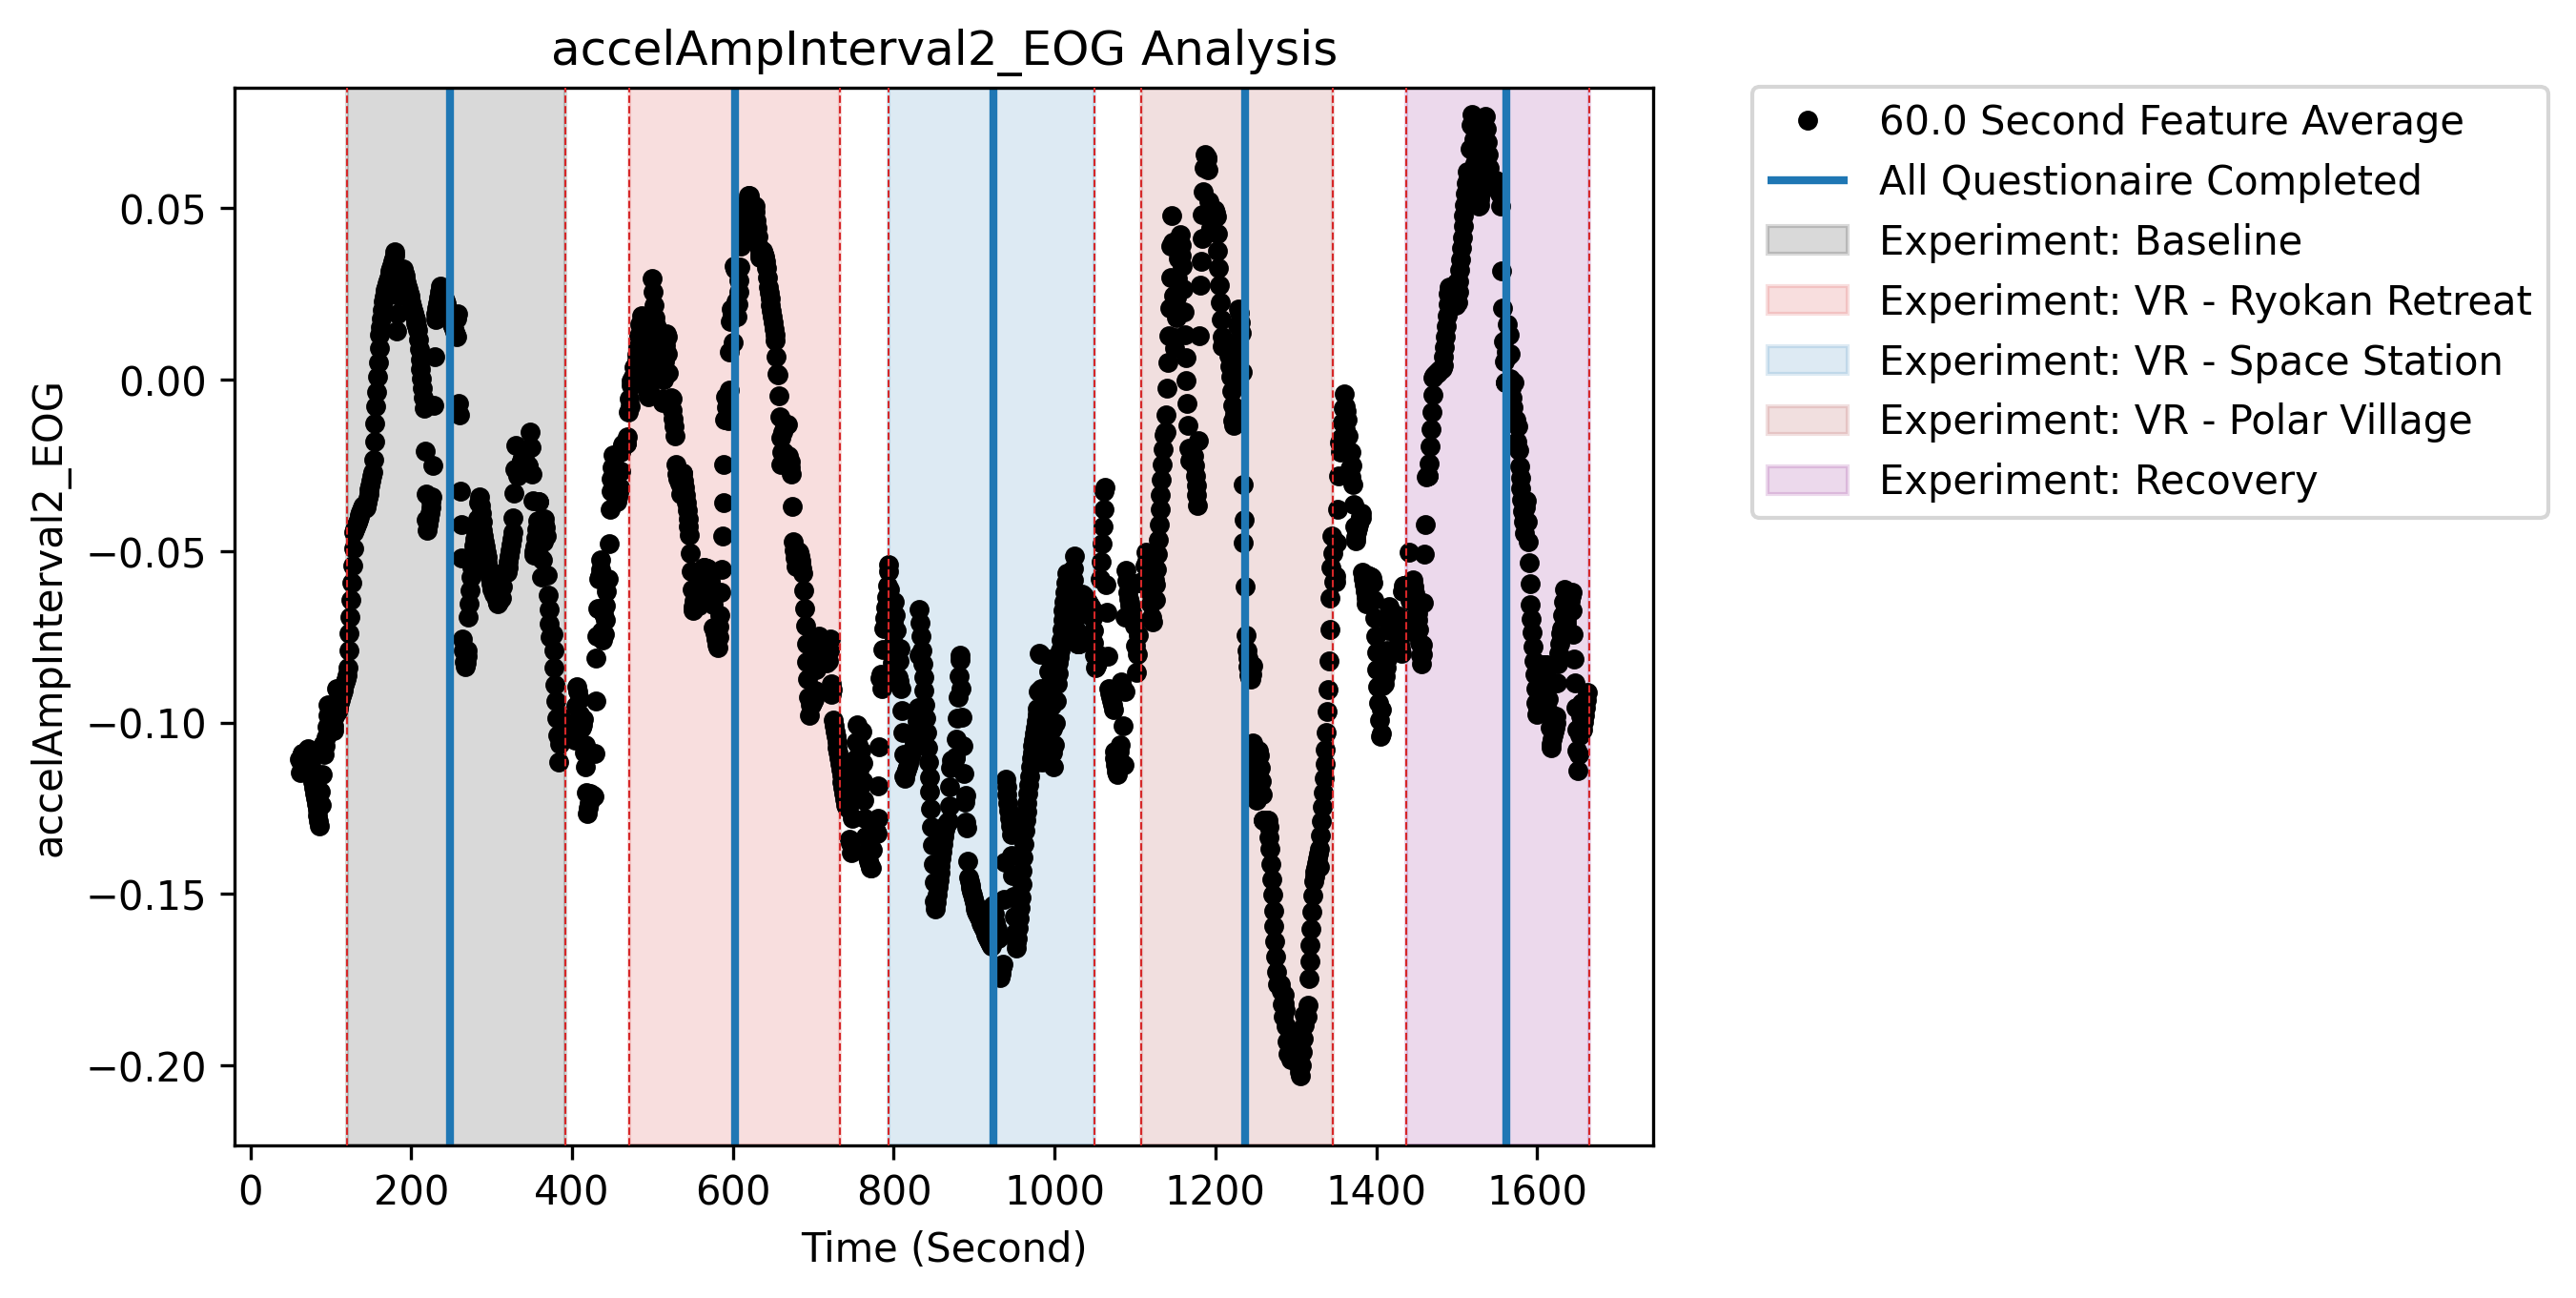 accelAmpInterval2_EOG Analysis
accelAmpInterval2_EOG
0.05
0.00
−0.05
−0.10
−0.15
−0.20
0 200 400 600 800 1000 1200 1400 1600
Time (Second)
60.0 Second Feature Average
All Questionaire Completed
Experiment: Baseline
Experiment: VR - Ryokan Retreat
Experiment: VR - Space Station
Experiment: VR - Polar Village
Experiment: Recovery